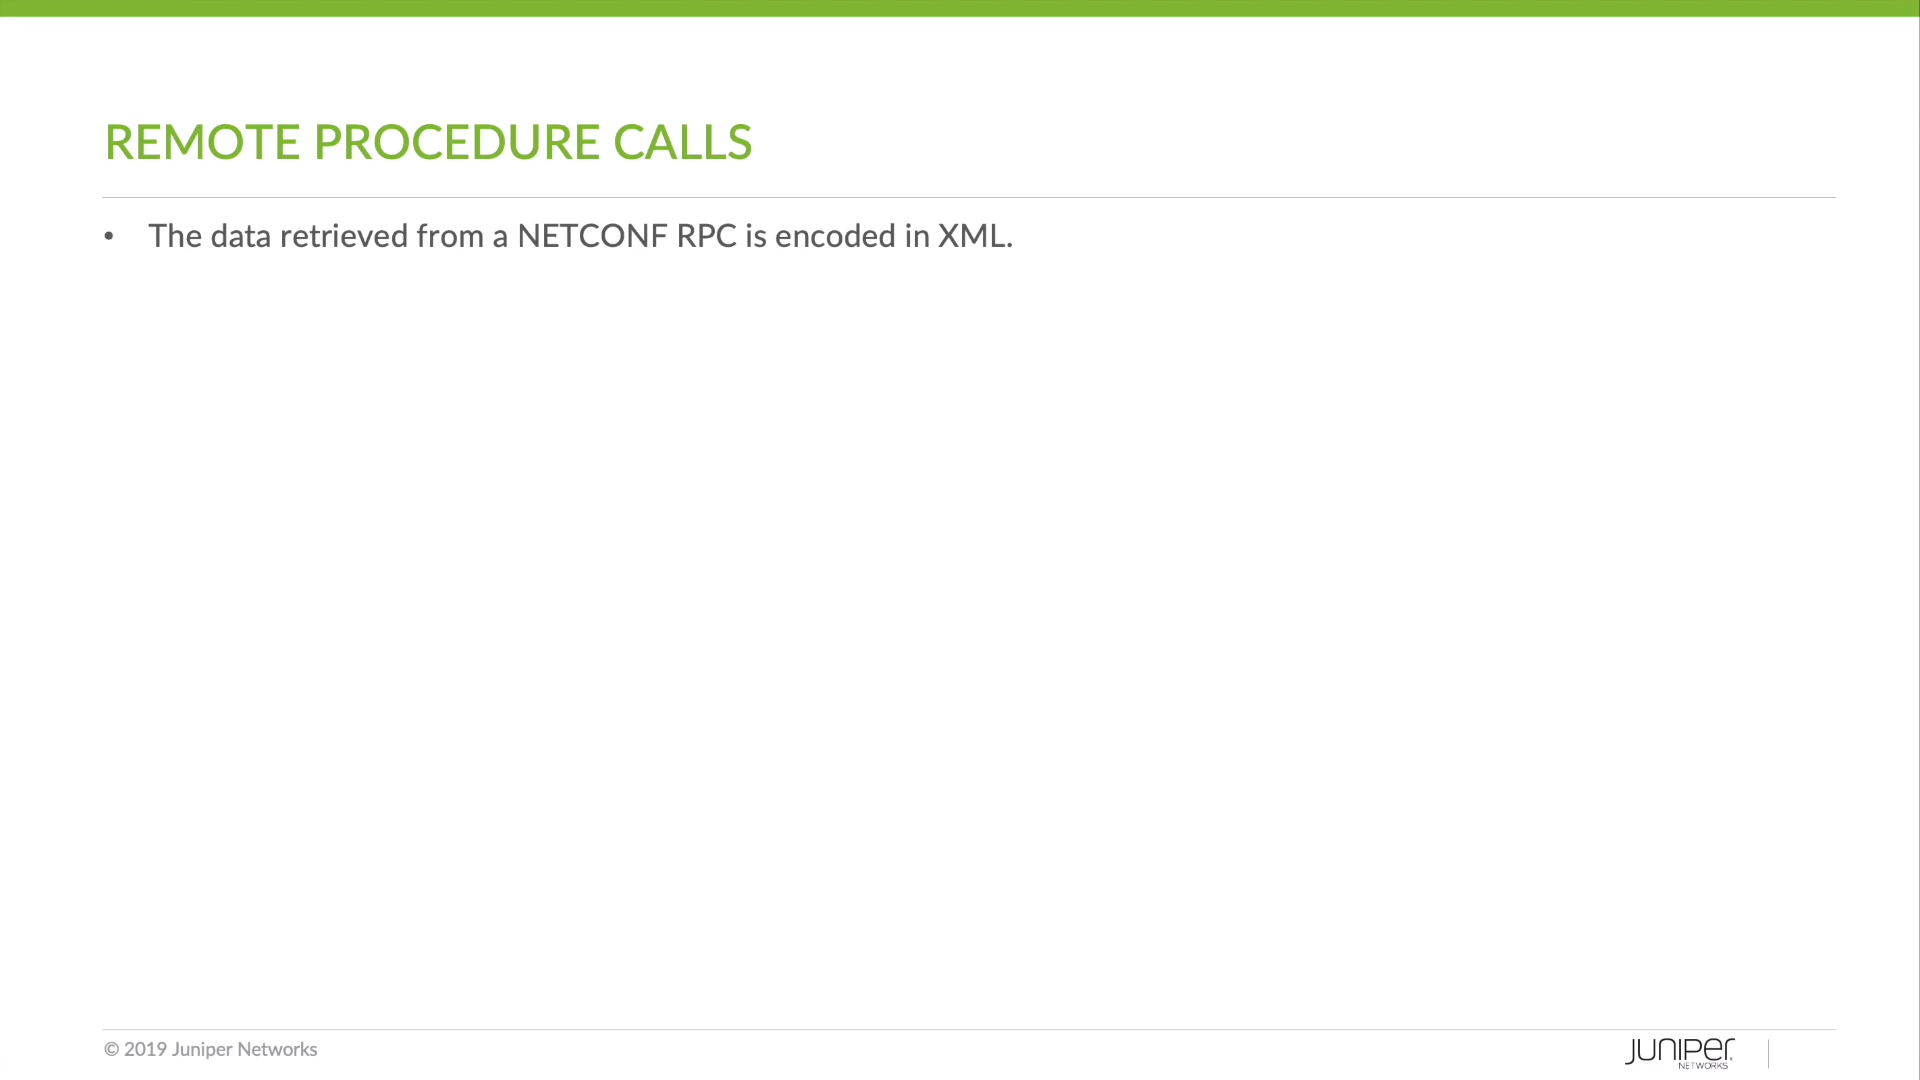 REMOTE PROCEDURE CALLS
• The data retrieved from a NETCONF RPC is encoded in XML.
© 2019 Juniper Networks
JUNIPEr
NETWORKS